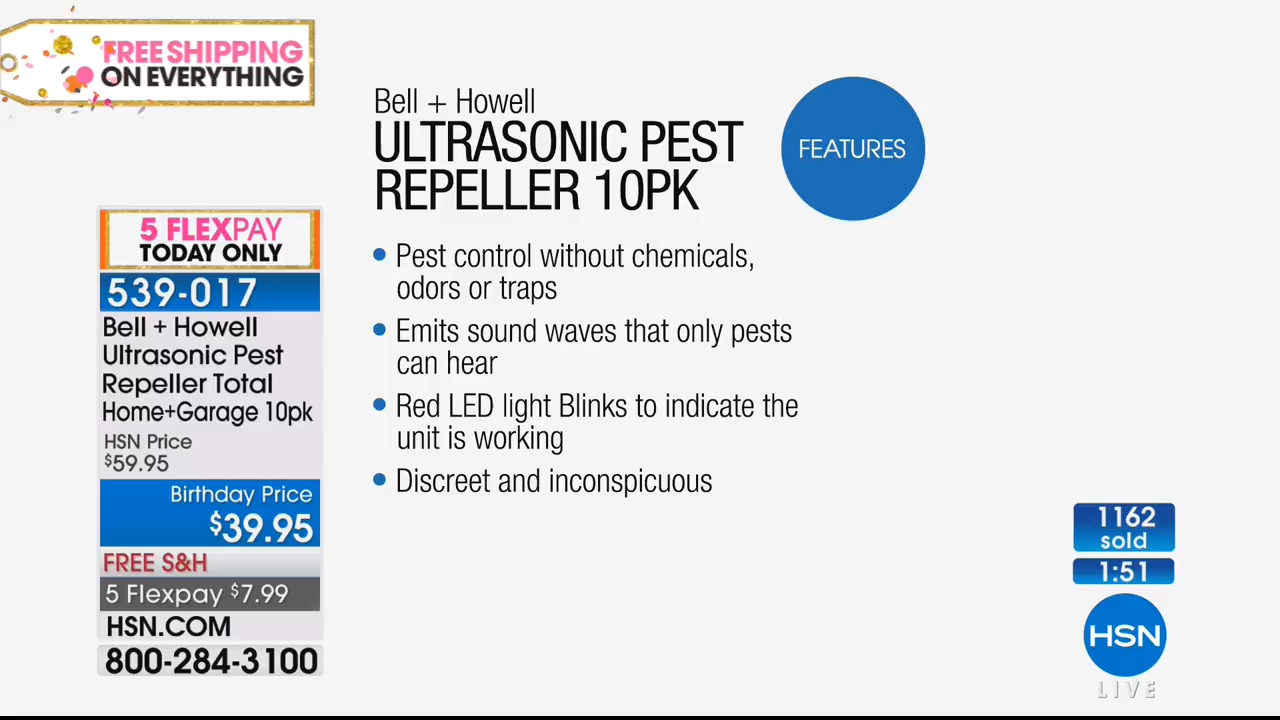 FREE SHIPPING
ON EVERYTHING
Bell + Howell
ULTRASONIC PEST
REPELLER 10PK
FEATURES
• Pest control without chemicals,
odors or traps
• Emits sound waves that only pests
can hear
• Red LED light Blinks to indicate the
unit is working
• Discreet and inconspicuous
5 FLEXPAY
TODAY ONLY
539-017
Bell + Howell
Ultrasonic Pest
Repeller Total
Home+Garage 10pk
HSN Price
$59.95
Birthday Price
$39.95
FREE S&H
5 Flexpay $7.99
HSN.COM
800-284-3100
1162
sold
1:51
HSN
LIVE